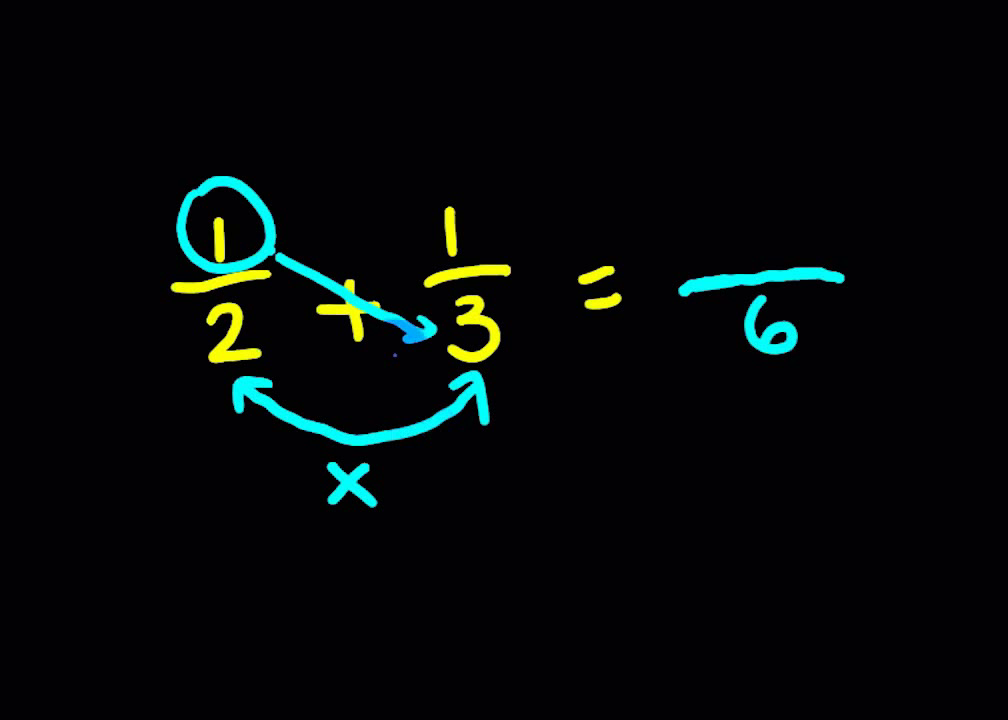 1/2 + 1/3 = /6
×